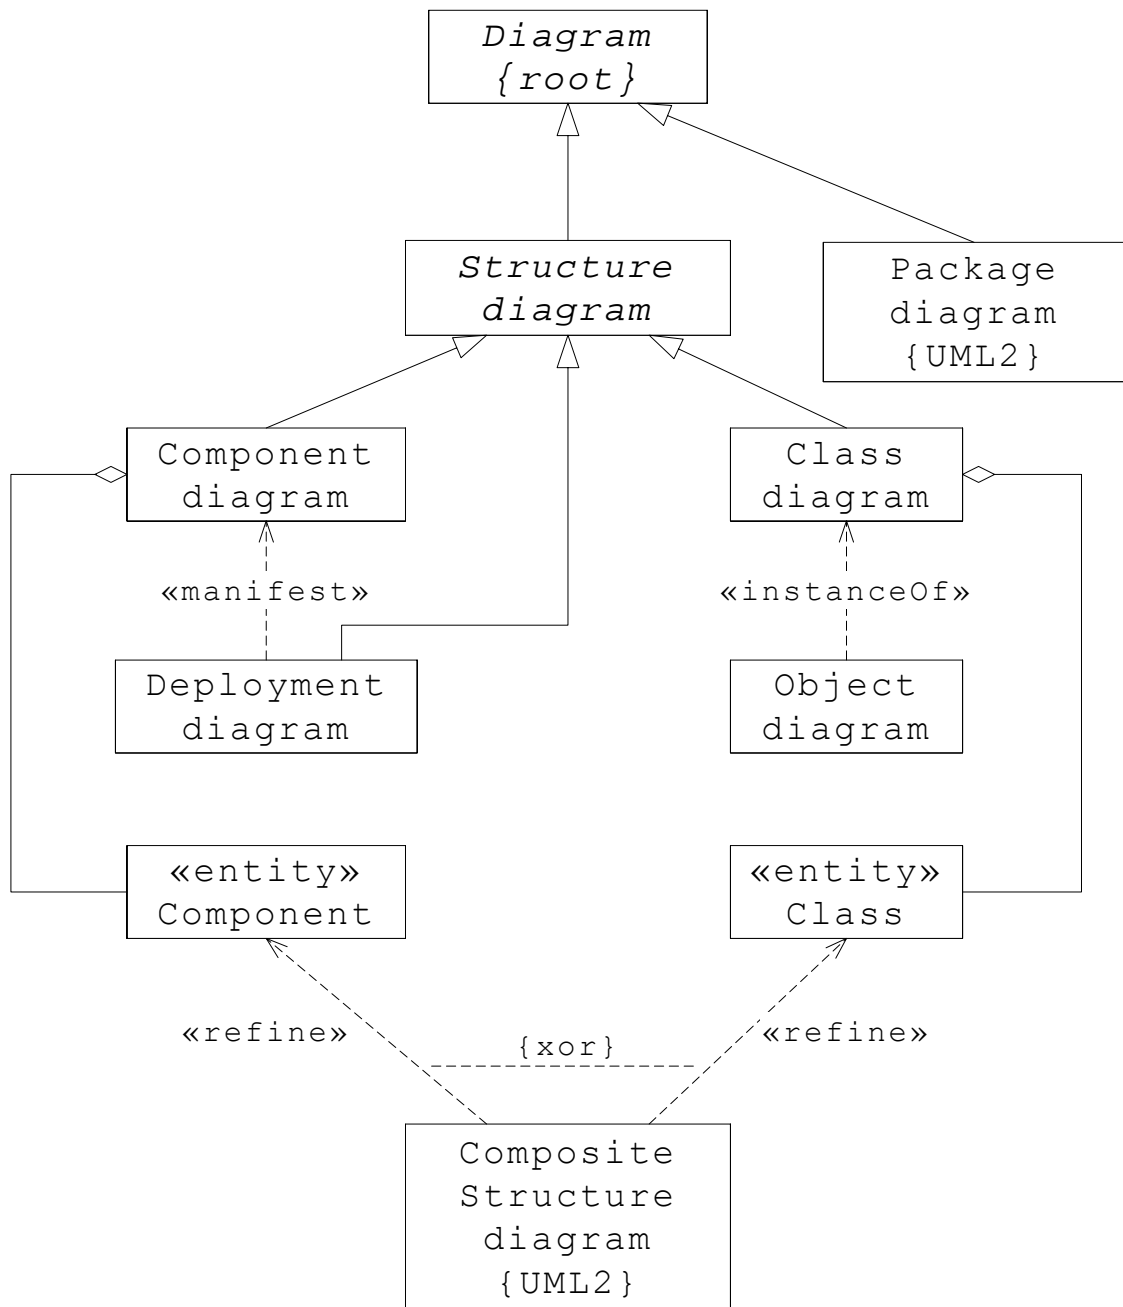 Diagram
{root}
Structure
diagram
Package
diagram
{UML2}
Component
diagram
Class
diagram
«manifest»
«instanceOf»
Deployment
diagram
Object
diagram
«entity»
Component
«entity»
Class
«refine»
{xor}
«refine»
Composite
Structure
diagram
{UML2}